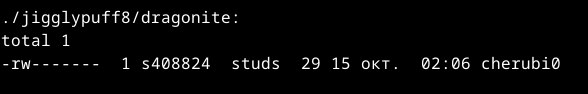 ./jigglypuff8/dragonite:
total 1
-rw-------  1 s408824  studs  29 15 окт.  02:06 cherubi0